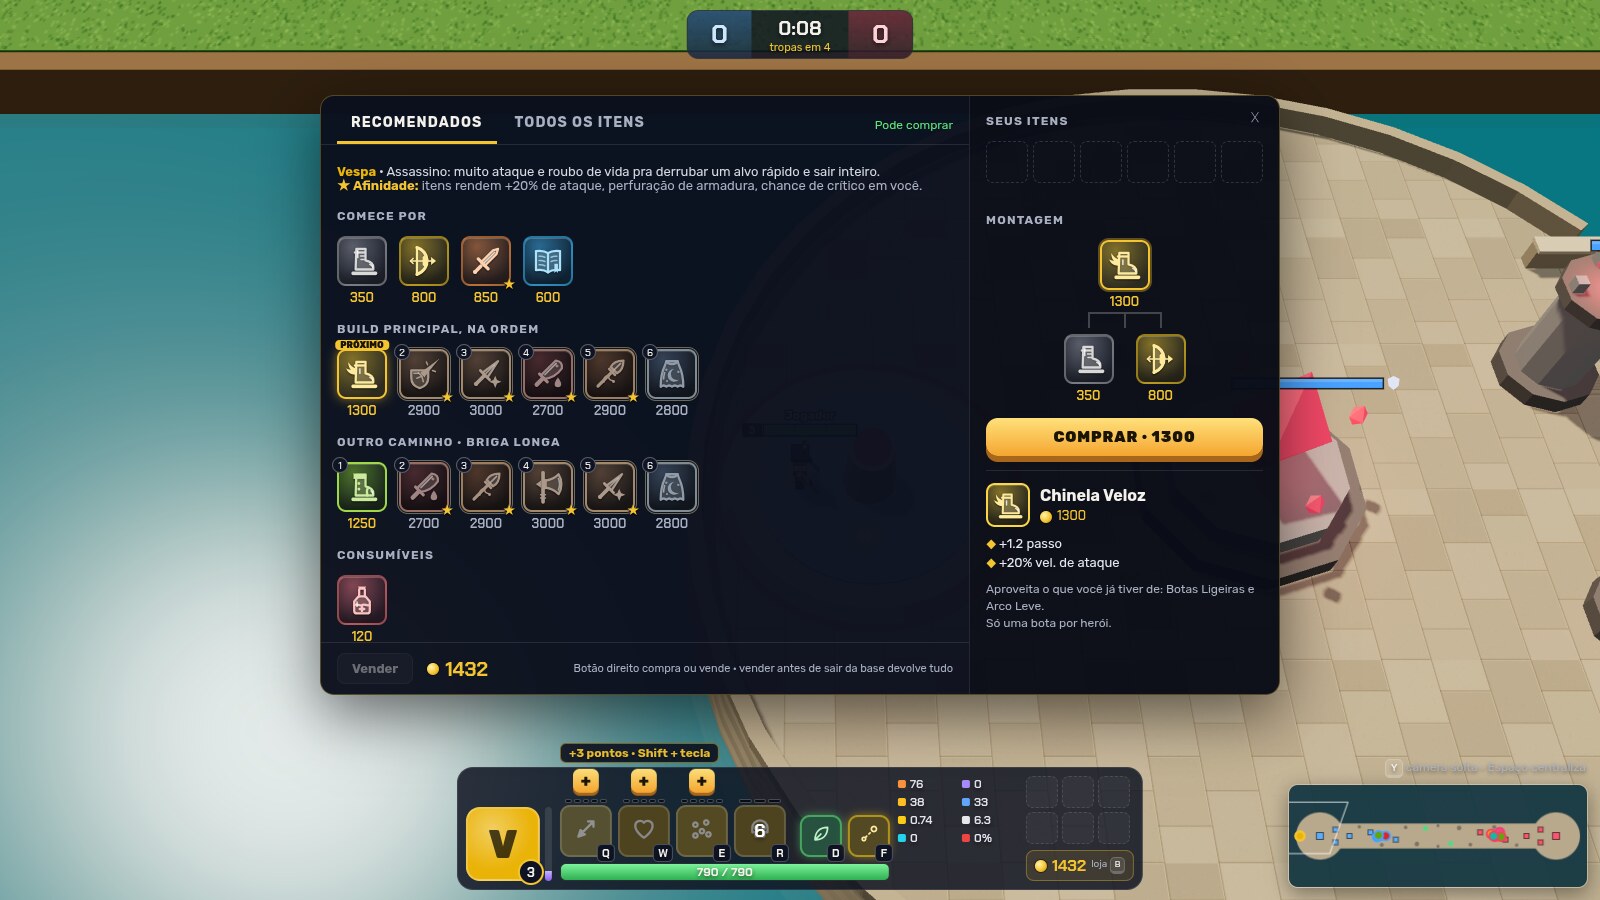 0
0:08
0
tropas em 4
RECOMENDADOS
TODOS OS ITENS
Pode comprar
Vespa • Assassino: muito ataque e roubo de vida pra derrubar um alvo rápido e sair inteiro.
★ Afinidade: itens rendem +20% de ataque, perfuração de armadura, chance de crítico em você.
COMECE POR
350
800
850
600
BUILD PRINCIPAL, NA ORDEM
PRÓXIMO
2
3
4
5
6
1300
2900
3000
2700
2900
2800
OUTRO CAMINHO • BRIGA LONGA
1
2
3
4
5
6
1250
2700
2900
3000
3000
2800
CONSUMÍVEIS
120
Vender
1432
Botão direito compra ou vende • vender antes de sair da base devolve tudo
SEUS ITENS
X
MONTAGEM
1300
350
800
COMPRAR • 1300
Chinela Veloz
1300
+1.2 passo
+20% vel. de ataque
Aproveita o que você já tiver de: Botas Ligeiras e
Arco Leve.
Só uma bota por herói.
+3 pontos • Shift + tecla
+
+
+
V
3
Q
W
E
6
R
D
F
790 / 790
76
0
38
33
0.74
6.3
0
0%
1432
loja
B
Y
câmera solta • Espaço centraliza